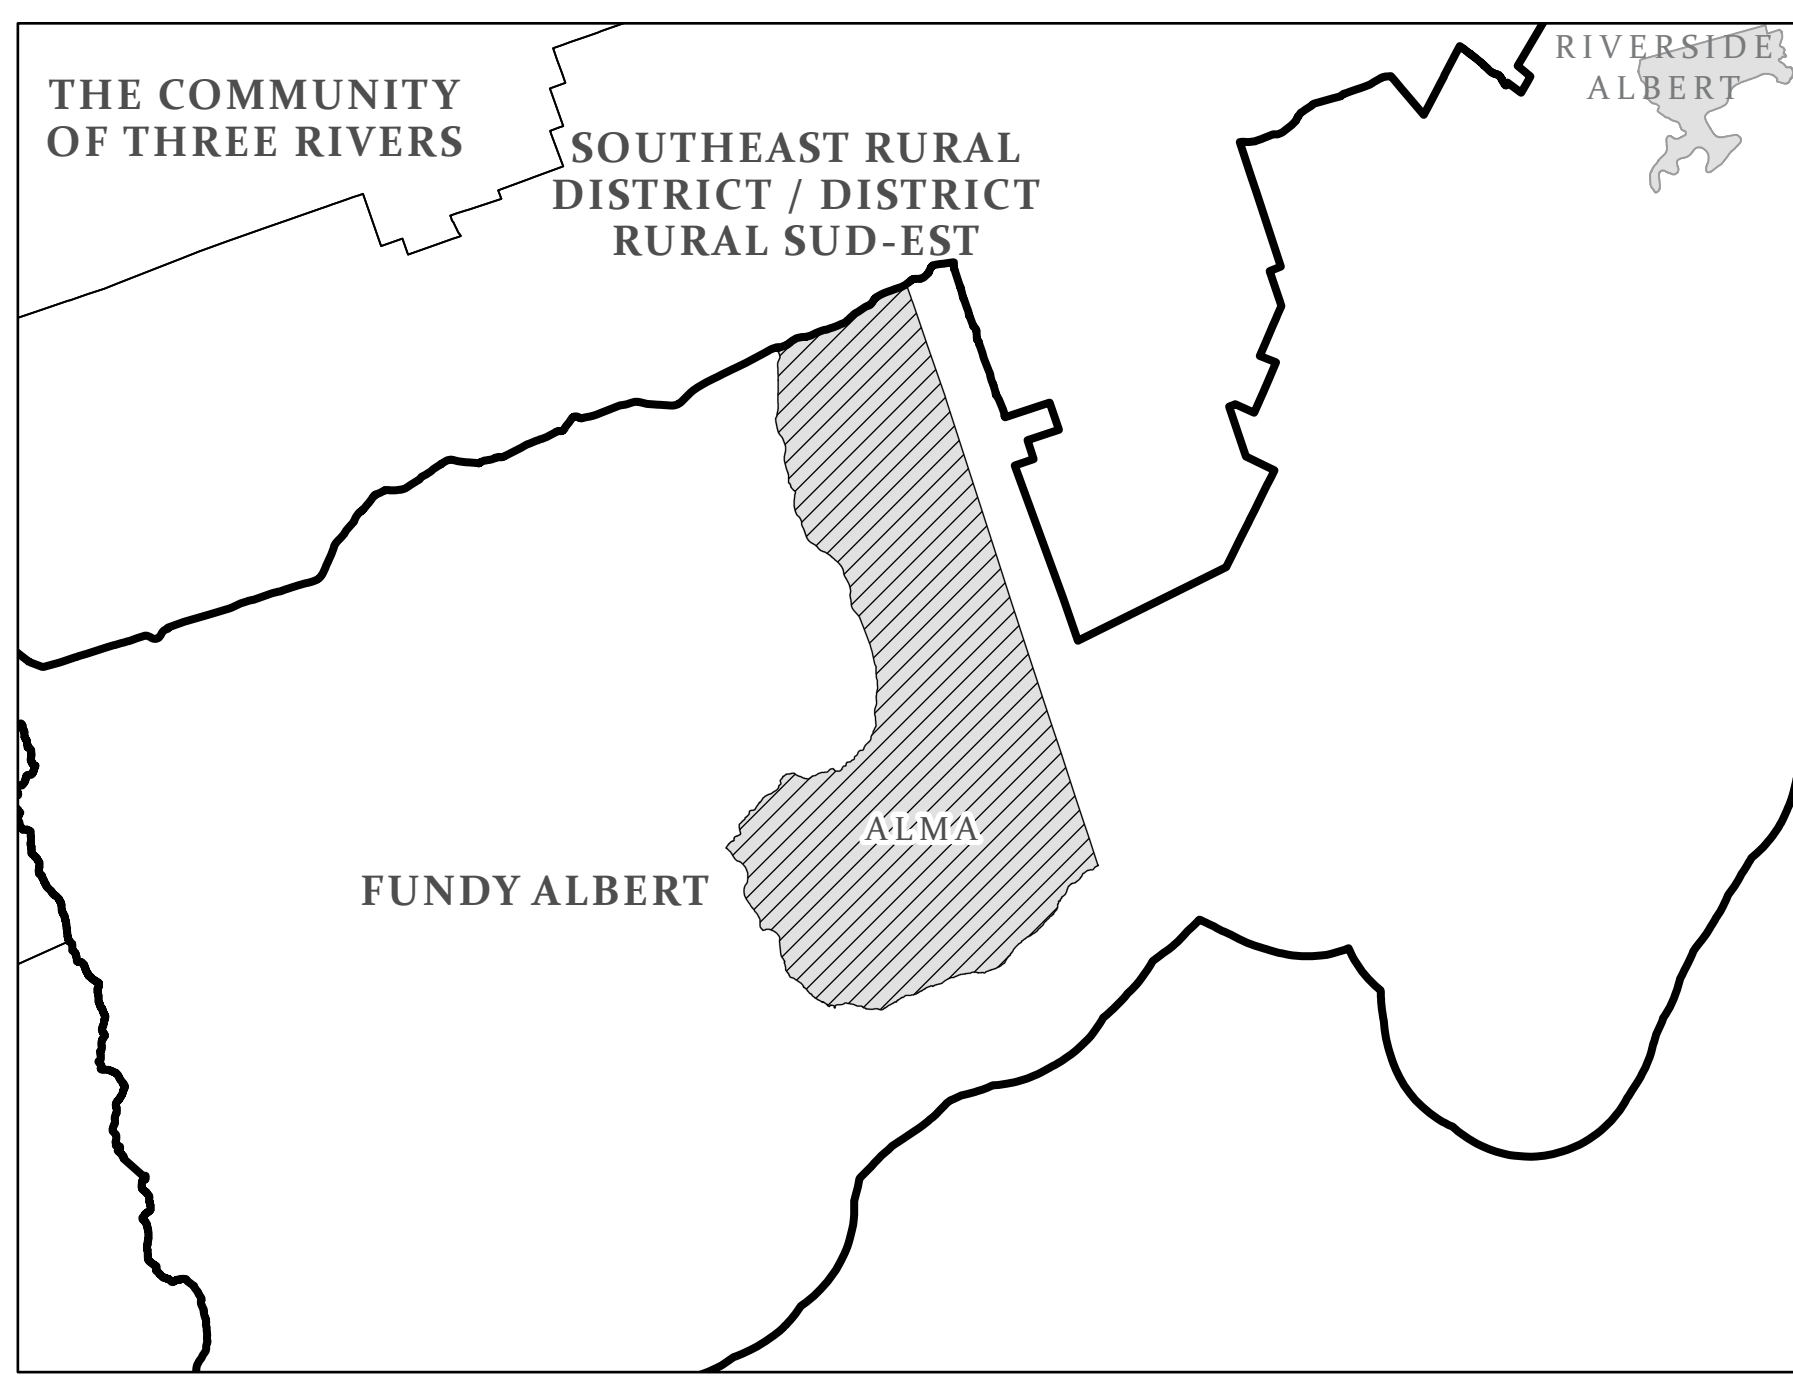 THE COMMUNITY
OF THREE RIVERS
SOUTHEAST RURAL
DISTRICT / DISTRICT
RURAL SUD-EST
RIVERSIDE
ALBERT
ALMA
FUNDY ALBERT